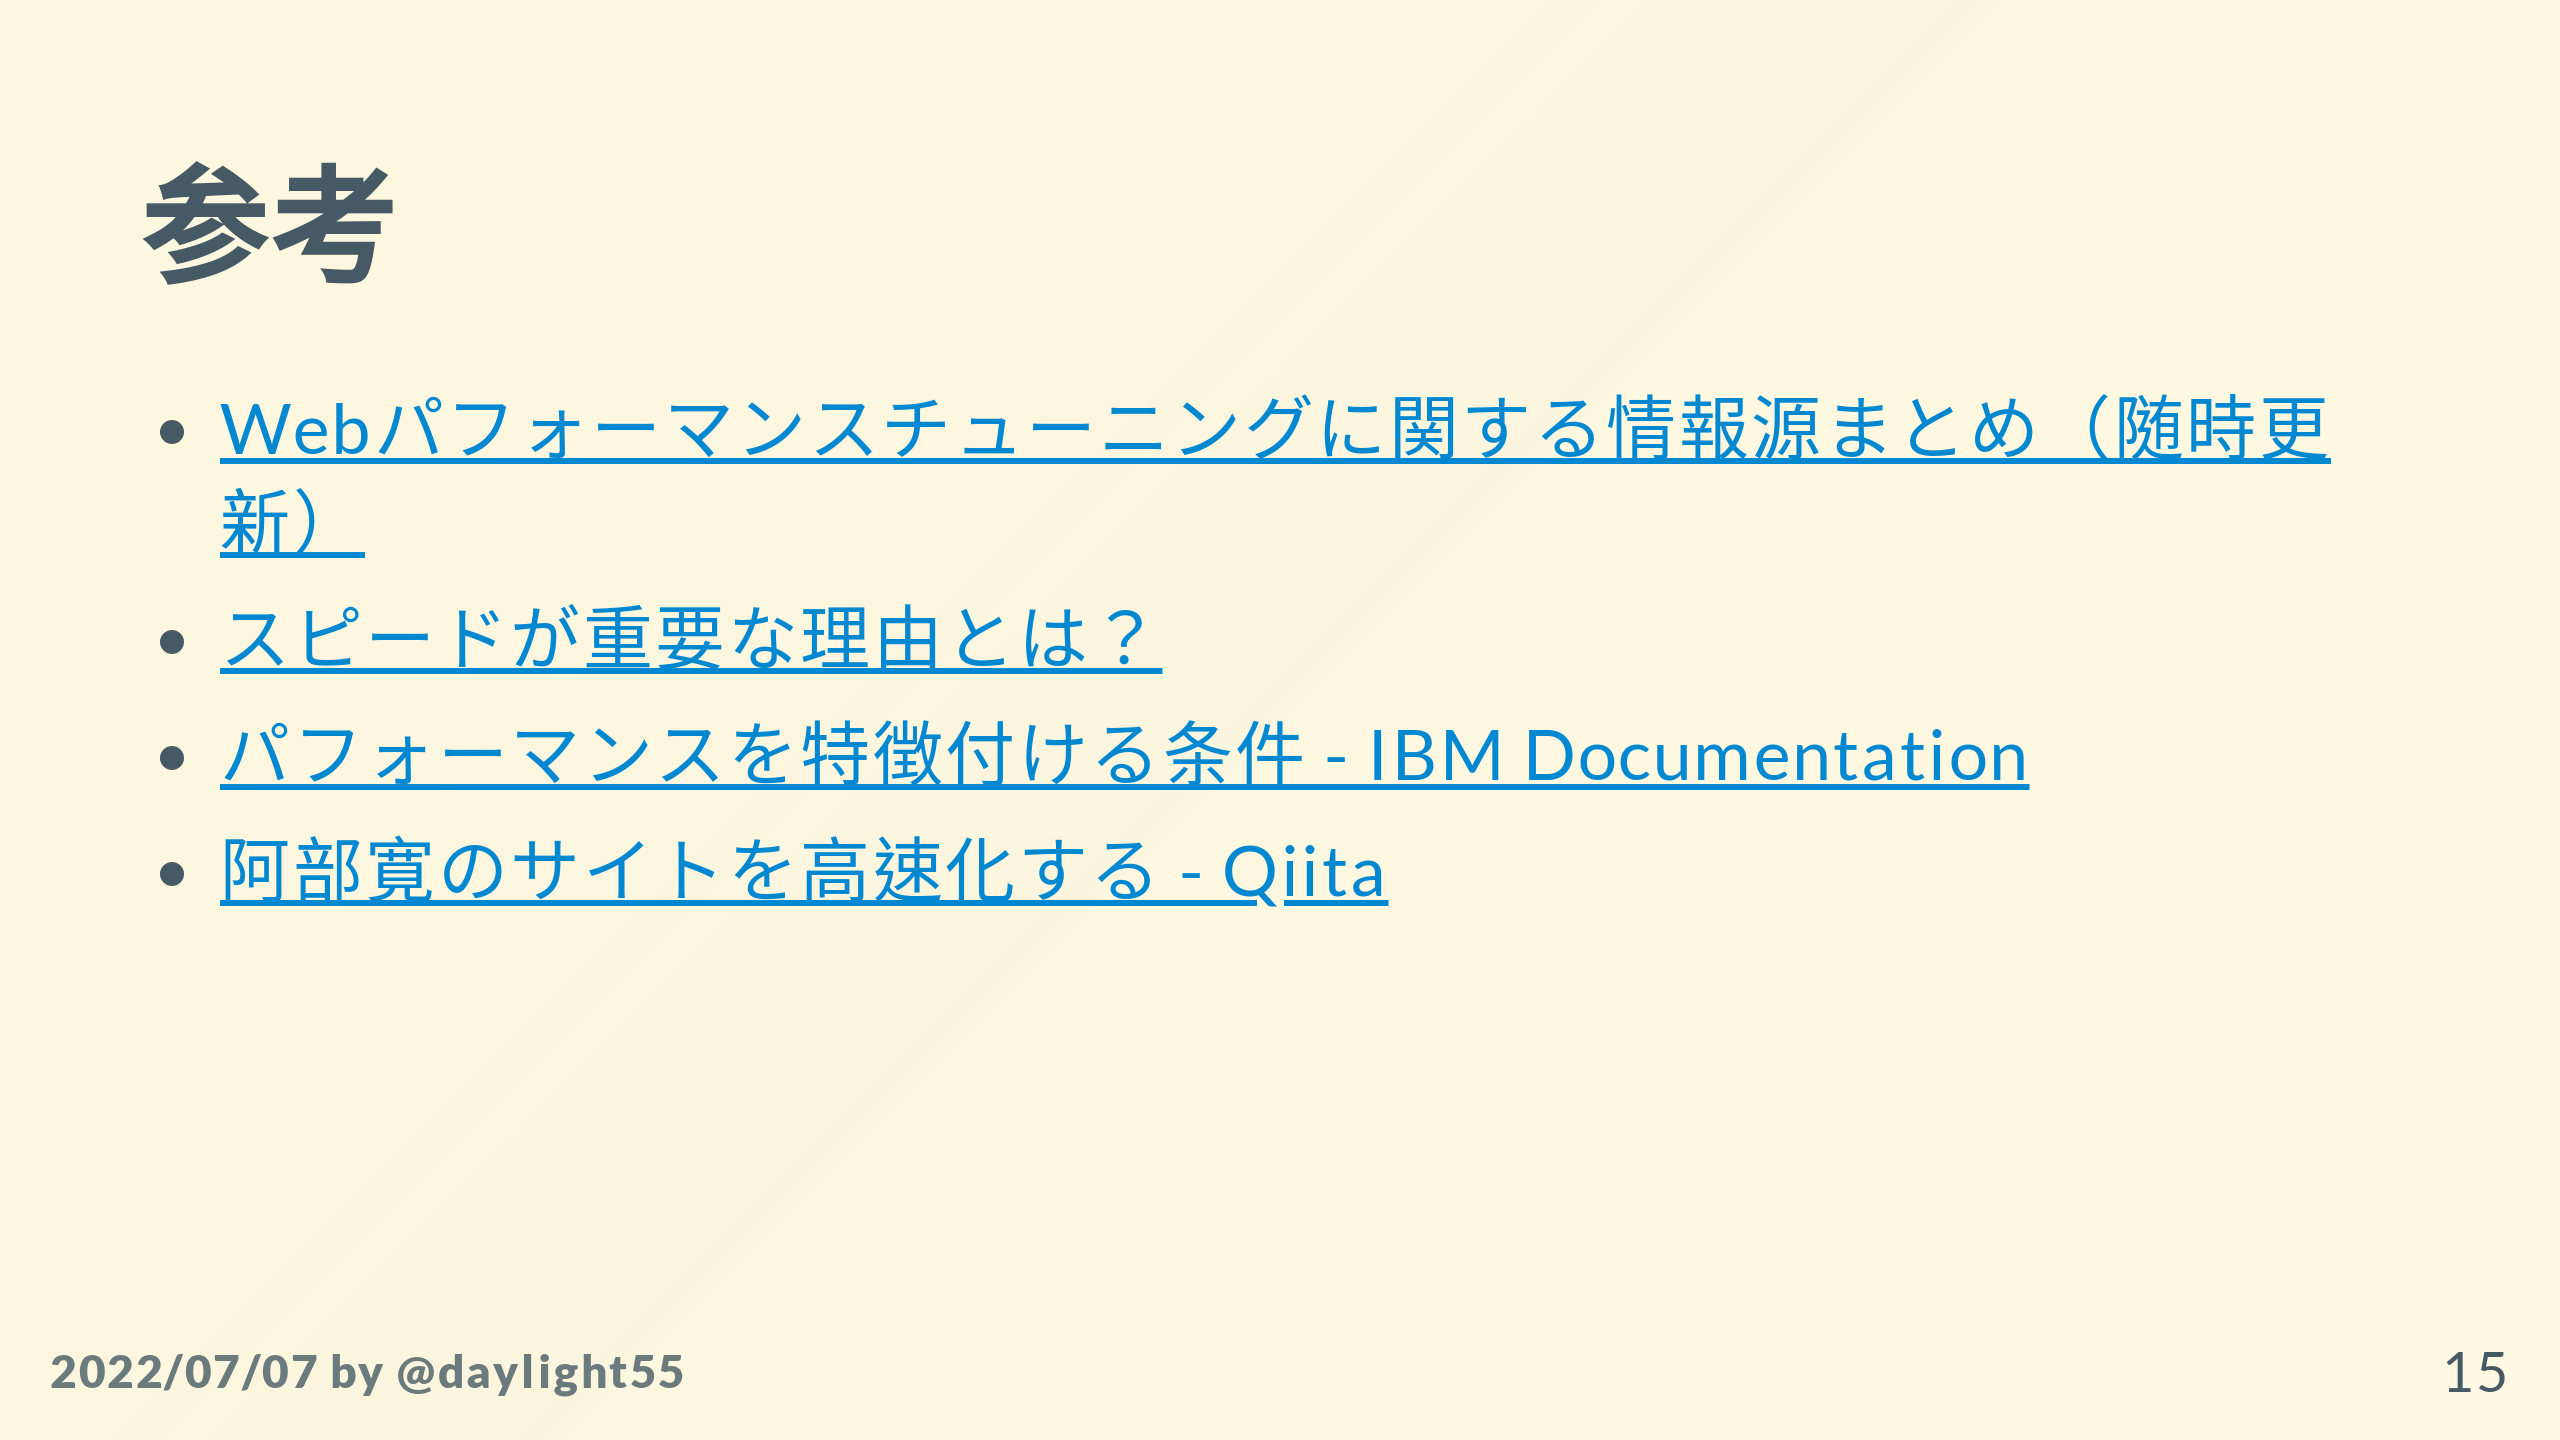 参考
Webパフォーマンスチューニングに関する情報源まとめ（随時更
新）
スピードが重要な理由とは？
パフォーマンスを特徴付ける条件 - IBM Documentation
阿部寛のサイトを高速化する - Qiita
2022/07/07 by @daylight55
15